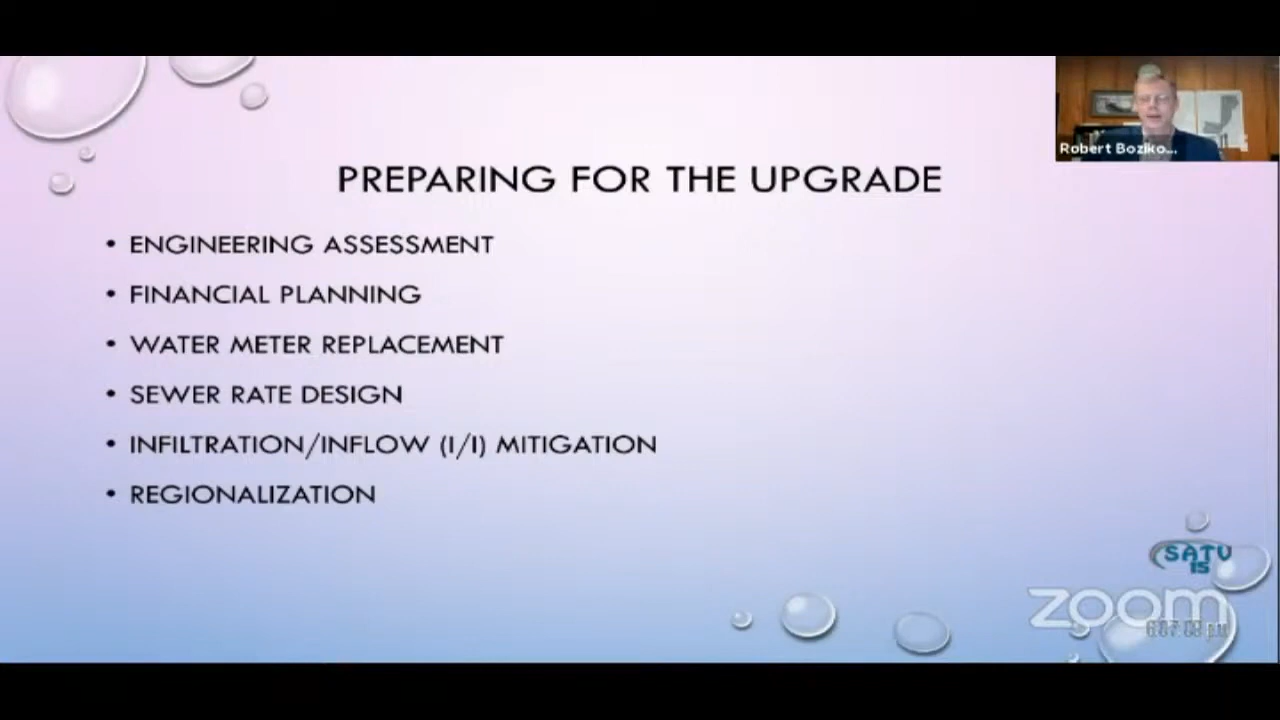 Robert Boziko...
PREPARING FOR THE UPGRADE
• ENGINEERING ASSESSMENT
• FINANCIAL PLANNING
• WATER METER REPLACEMENT
• SEWER RATE DESIGN
• INFILTRATION/INFLOW (I/I) MITIGATION
• REGIONALIZATION
SATV
15
zoom